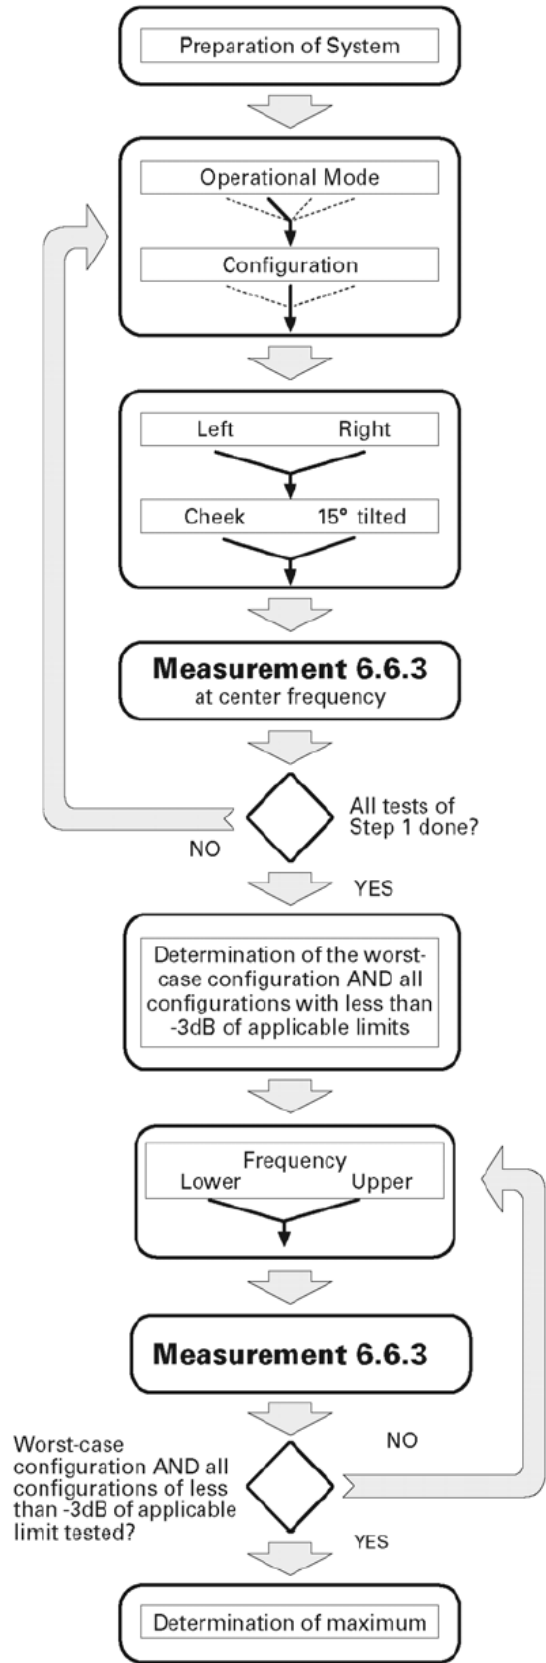 Preparation of System
Operational Mode
Configuration
Left Right
Cheek 15° tilted
Measurement 6.6.3
at center frequency
All tests of
Step 1 done?
NO
YES
Determination of the worst-
case configuration AND all
configurations with less than
-3dB of applicable limits
Frequency
Lower Upper
Measurement 6.6.3
NO
Worst-case
configuration AND all
configurations of less
than -3dB of applicable
limit tested?
YES
Determination of maximum